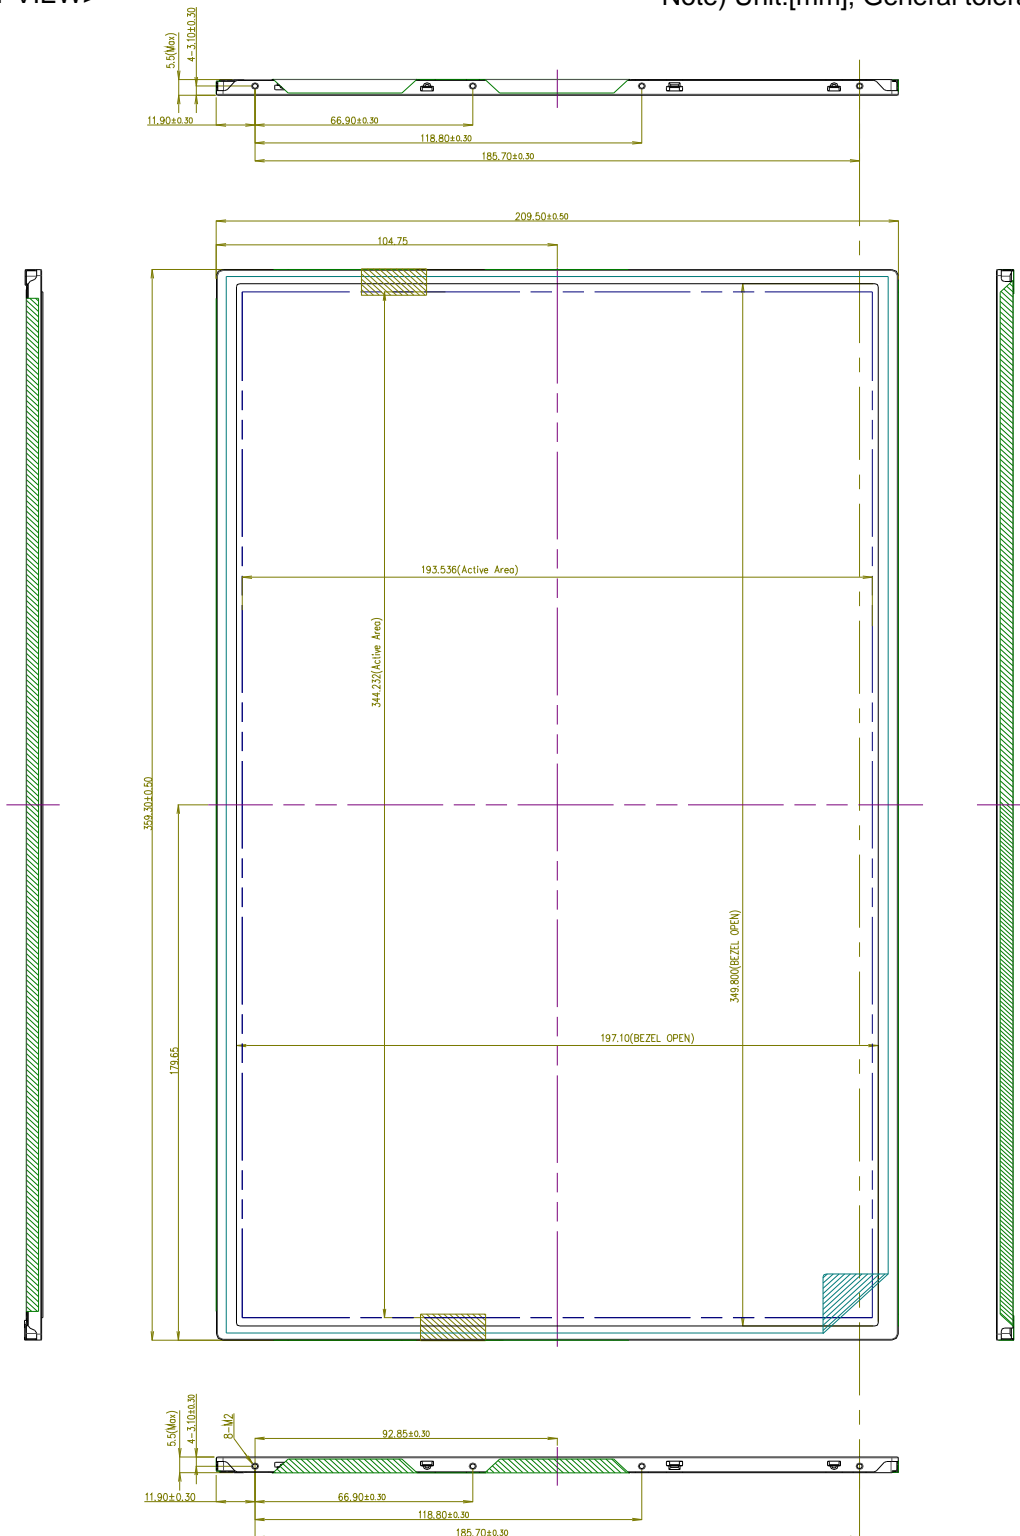 VIEW>
Note) Unit:[mm], General tolera
5.5(Max)
4-3.10±0.30
11.90±0.30
66.90±0.30
118.80±0.30
185.70±0.30
209.50±0.50
104.75
193.536(Active Area)
344.232(Active Area)
359.30±0.50
349.800(BEZEL OPEN)
197.10(BEZEL OPEN)
179.65
5.5(Max)
4-3.10±0.30
8-M2
92.85±0.30
11.90±0.30
66.90±0.30
118.80±0.30
185.70±0.30